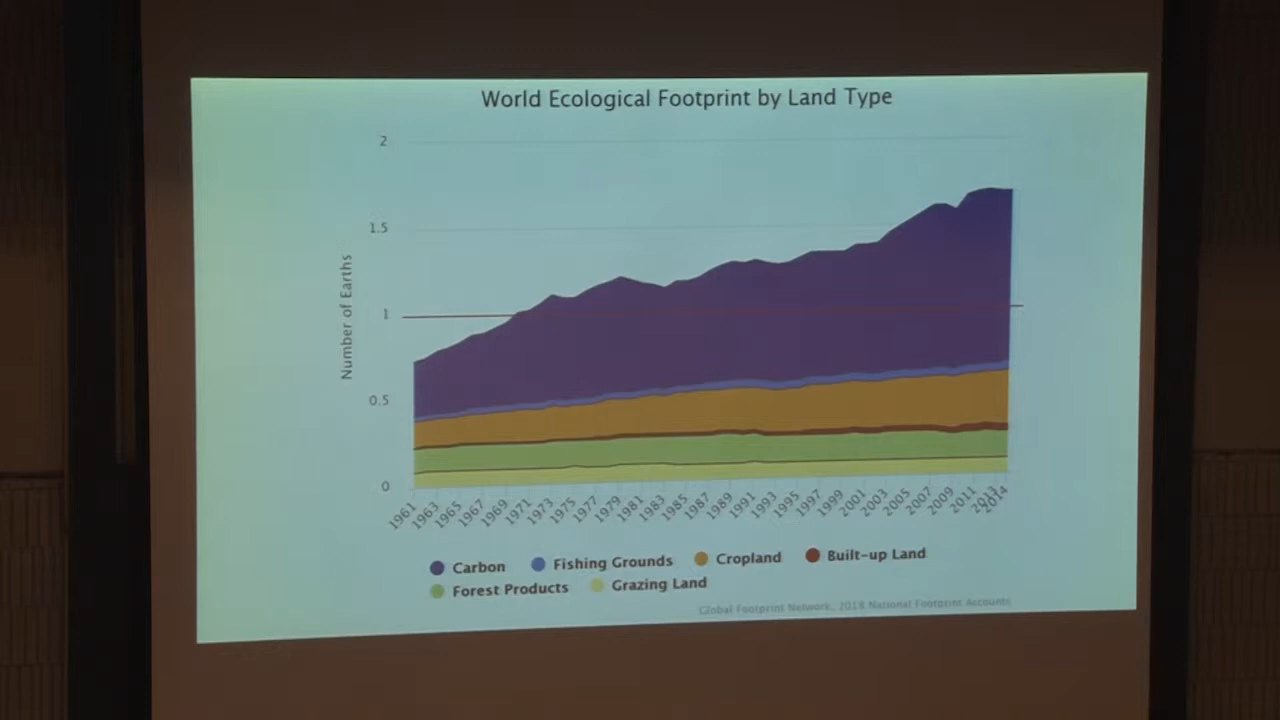 World Ecological Footprint by Land Type
2
1.5
1
0.5
0
Number of Earths
1961 1963 1965 1967 1969 1971 1973 1975 1977 1979 1981 1983 1985 1987 1989 1991 1993 1995 1997 1999 2001 2003 2005 2007 2009 2011 2013 2014
Carbon Fishing Grounds Cropland Built-up Land
Forest Products Grazing Land
Global Footprint Network, 2018 National Footprint Accounts